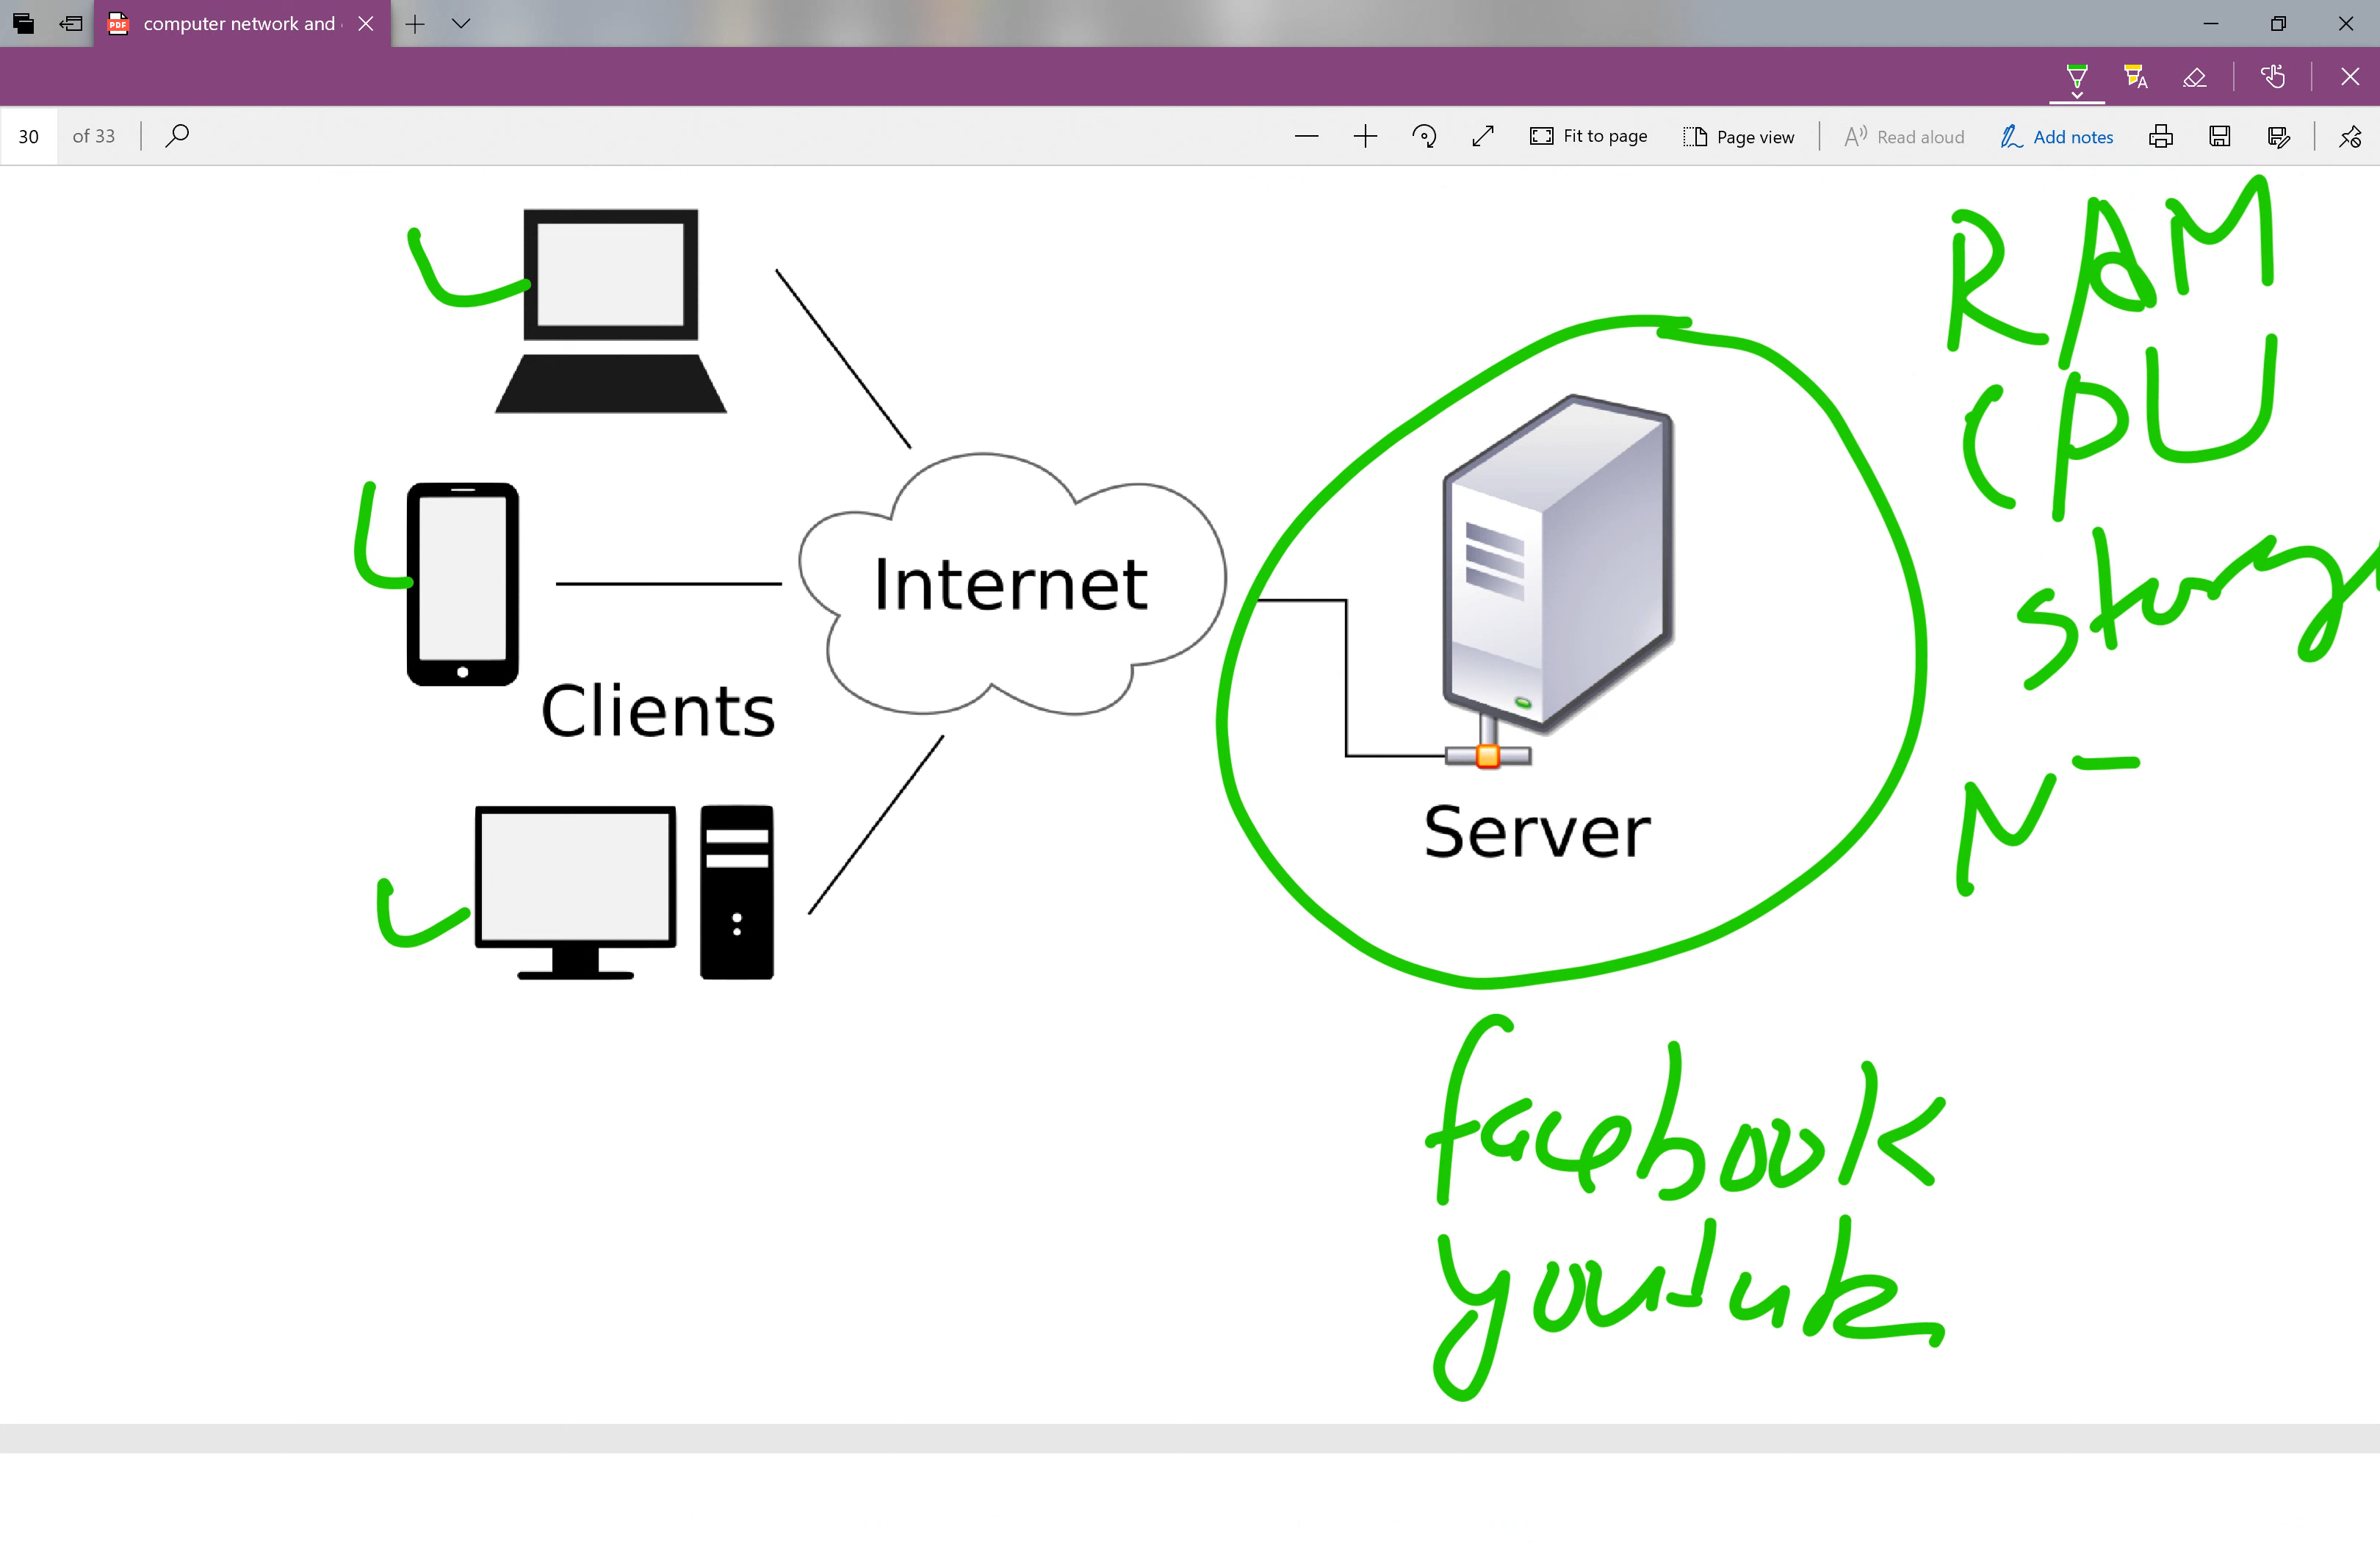 computer network and
30 of 33
Fit to page
Page view
Read aloud
Add notes
PDF
RAM
CPU
Internet
Clients
Server
N -
facebook
youtube